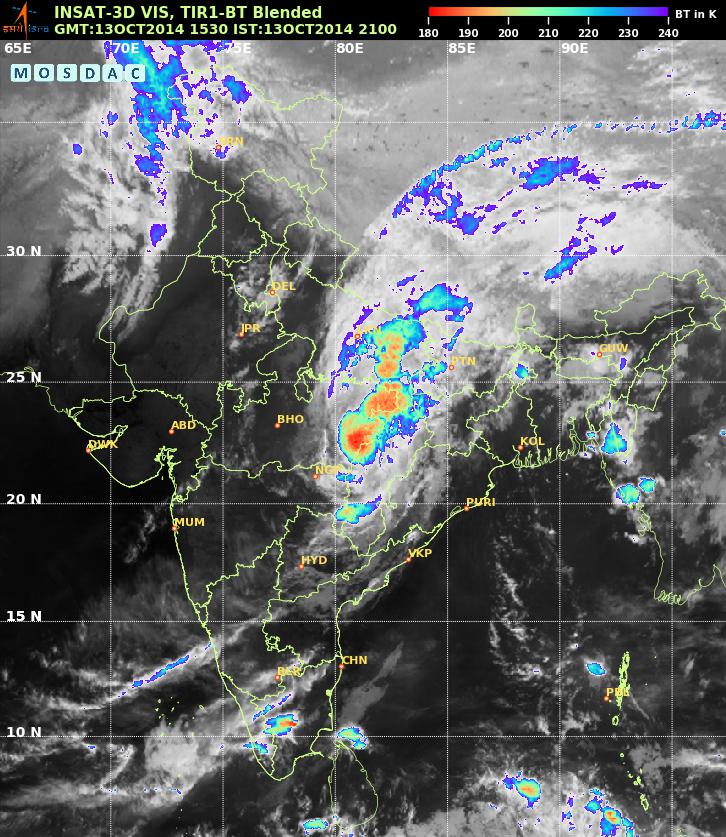 INSAT-3D VIS, TIR1-BT Blended
GMT:13OCT2014 1530 IST:13OCT2014 2100
BT in K
180 190 200 210 220 230 240
65E 70E 75E 80E 85E 90E
MOSDAC
SRN
30 N
DEL
JPR
PTN
GUW
25 N
ABD
BHO
DWK
KOL
NGP
20 N
PURI
MUM
HYD
VKP
15 N
CHN
BLR
PBL
10 N